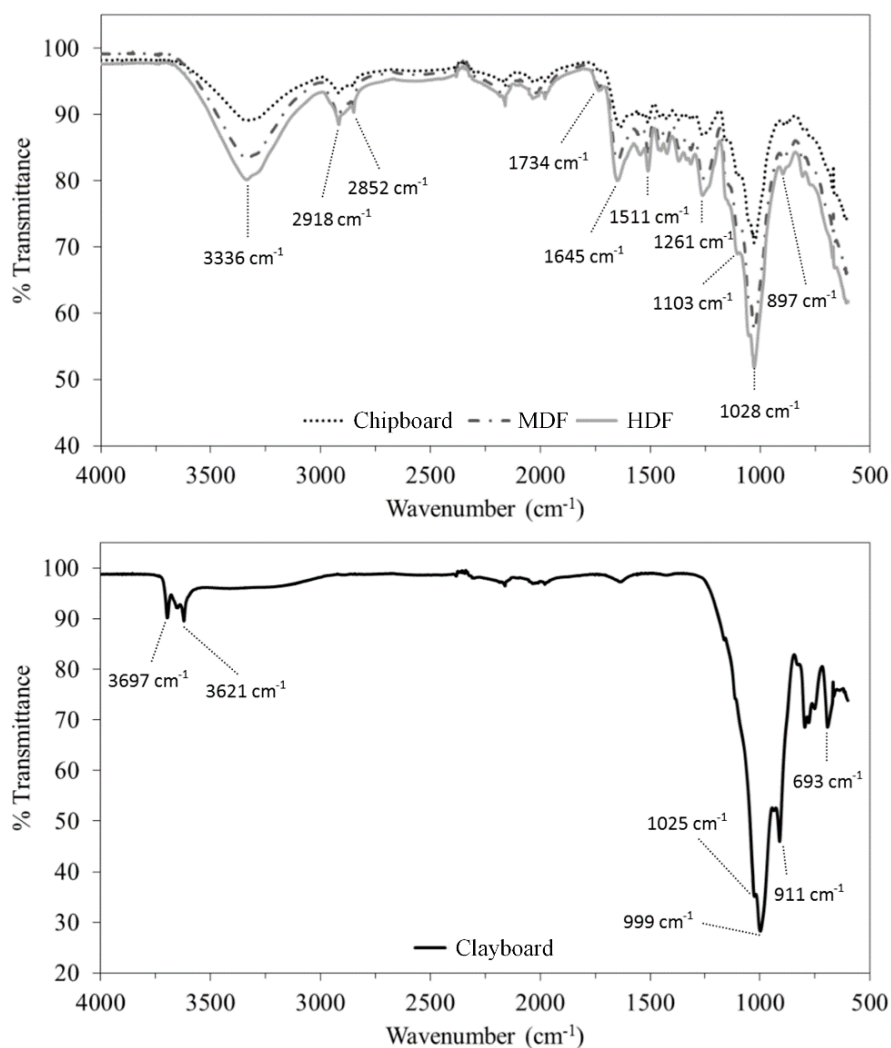 100
90
80
70
60
50
40
% Transmittance
3336 cm⁻¹
2918 cm⁻¹
2852 cm⁻¹
1734 cm⁻¹
1645 cm⁻¹
1511 cm⁻¹
1261 cm⁻¹
1103 cm⁻¹
897 cm⁻¹
1028 cm⁻¹
Chipboard MDF HDF
4000 3500 3000 2500 2000 1500 1000 500
Wavenumber (cm⁻¹)
100
90
80
70
60
50
40
30
20
% Transmittance
3697 cm⁻¹
3621 cm⁻¹
693 cm⁻¹
1025 cm⁻¹
911 cm⁻¹
999 cm⁻¹
Clayboard
4000 3500 3000 2500 2000 1500 1000 500
Wavenumber (cm⁻¹)